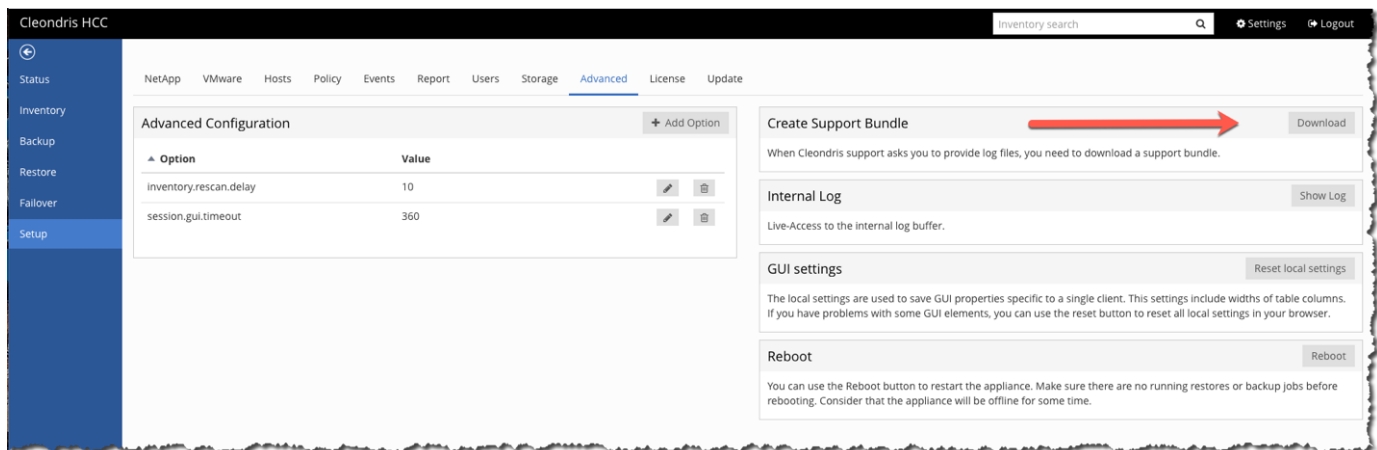 Cleondris HCC
Inventory search
Settings
Logout
Status
Inventory
Backup
Restore
Failover
Setup
NetApp VMware Hosts Policy Events Report Users Storage Advanced License Update
Advanced Configuration
+ Add Option
Option Value
inventory.rescan.delay 10
session.gui.timeout 360
Create Support Bundle
Download
When Cleondris support asks you to provide log files, you need to download a support bundle.
Internal Log
Show Log
Live-Access to the internal log buffer.
GUI settings
Reset local settings
The local settings are used to save GUI properties specific to a single client. This settings include widths of table columns.
If you have problems with some GUI elements, you can use the reset button to reset all local settings in your browser.
Reboot
Reboot
You can use the Reboot button to restart the appliance. Make sure there are no running restores or backup jobs before
rebooting. Consider that the appliance will be offline for some time.